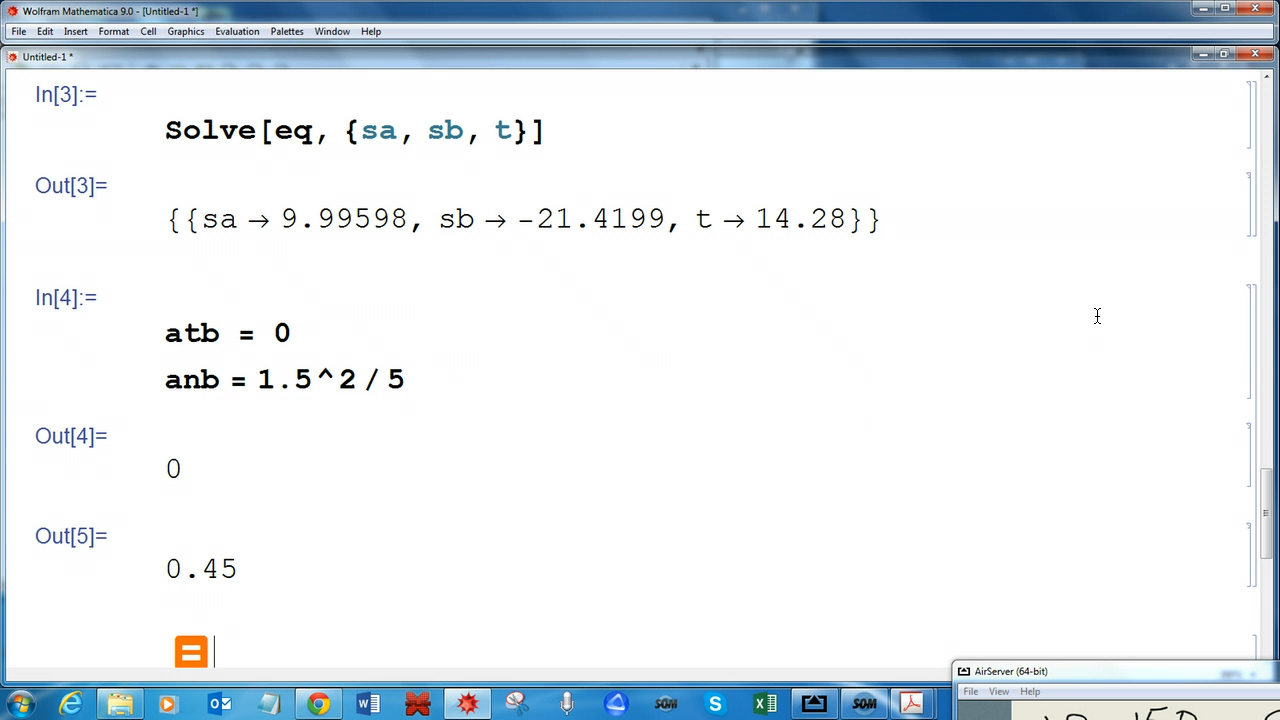 Wolfram Mathematica 9.0 - [Untitled-1 *]
File Edit Insert Format Cell Graphics Evaluation Palettes Window Help
Untitled-1 *
In[3]:=
Solve[eq, {sa, sb, t}]
Out[3]=
{{sa → 9.99598, sb → -21.4199, t → 14.28}}
In[4]:=
atb = 0
anb = 1.5^2 / 5
Out[4]=
0
Out[5]=
0.45
=
AirServer (64-bit)
File View Help
SOM
SOM